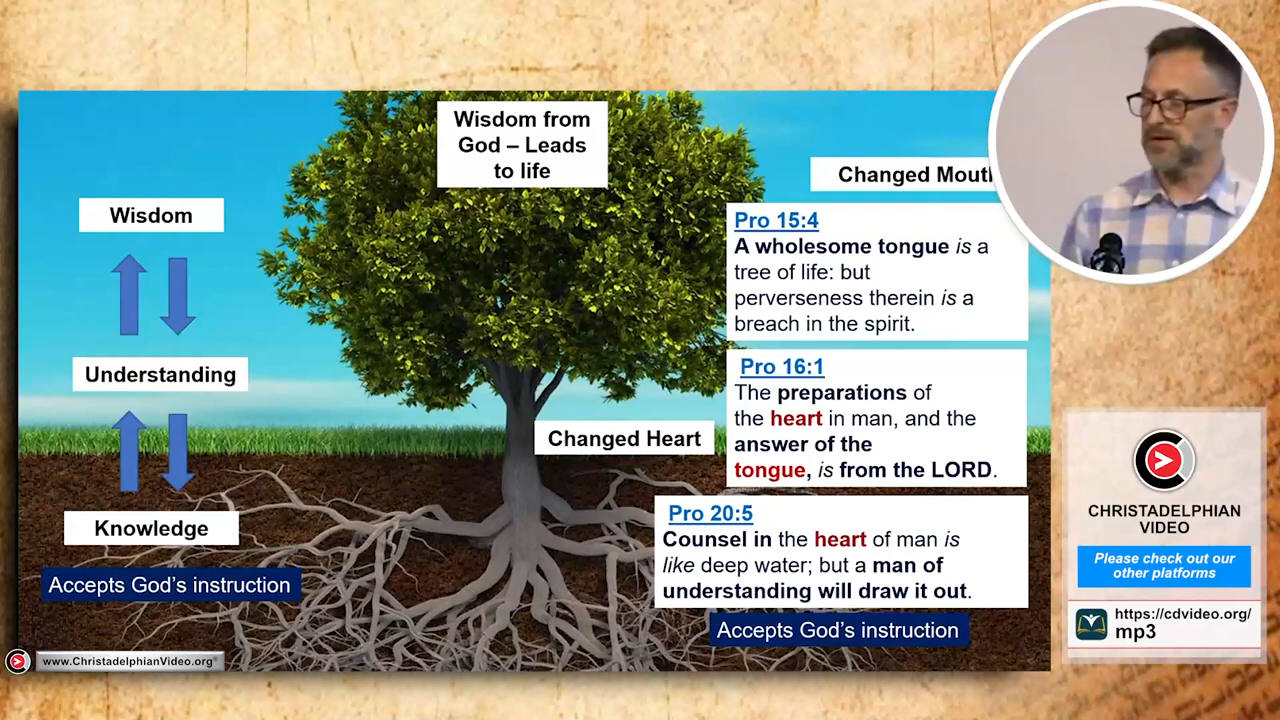 Wisdom from
God – Leads
to life
Changed Mout
Wisdom
Understanding
Knowledge
Accepts God's instruction
Changed Heart
Pro 15:4
A wholesome tongue is a
tree of life: but
perverseness therein is a
breach in the spirit.
Pro 16:1
The preparations of
the heart in man, and the
answer of the
tongue, is from the LORD.
Pro 20:5
Counsel in the heart of man is
like deep water; but a man of
understanding will draw it out.
Accepts God's instruction
www.ChristadelphianVideo.org
CHRISTADELPHIAN
VIDEO
Please check out our
other platforms
https://cdvideo.org/
mp3